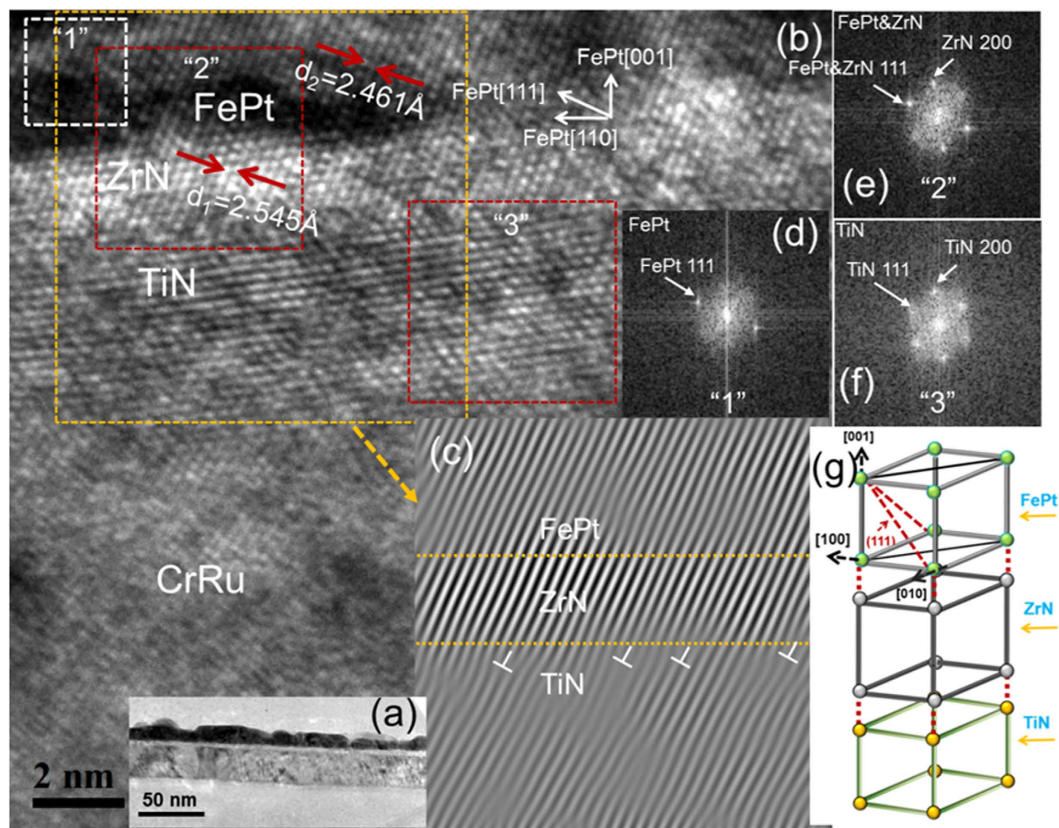 "1"
"2"
FePt
d2=2.461Å
FePt[001]
FePt[111]
FePt[110]
(b)
ZrN
d1=2.545Å
TiN
"3"
FePt&ZrN
ZrN 200
FePt&ZrN 111
(e)
"2"
FePt
(d)
FePt 111
"1"
TiN
TiN 200
TiN 111
(f)
"3"
CrRu
(c)
FePt
ZrN
TiN
(a)
50 nm
2 nm
(g)
[001]
FePt
(111)
[100]
[010]
ZrN
TiN